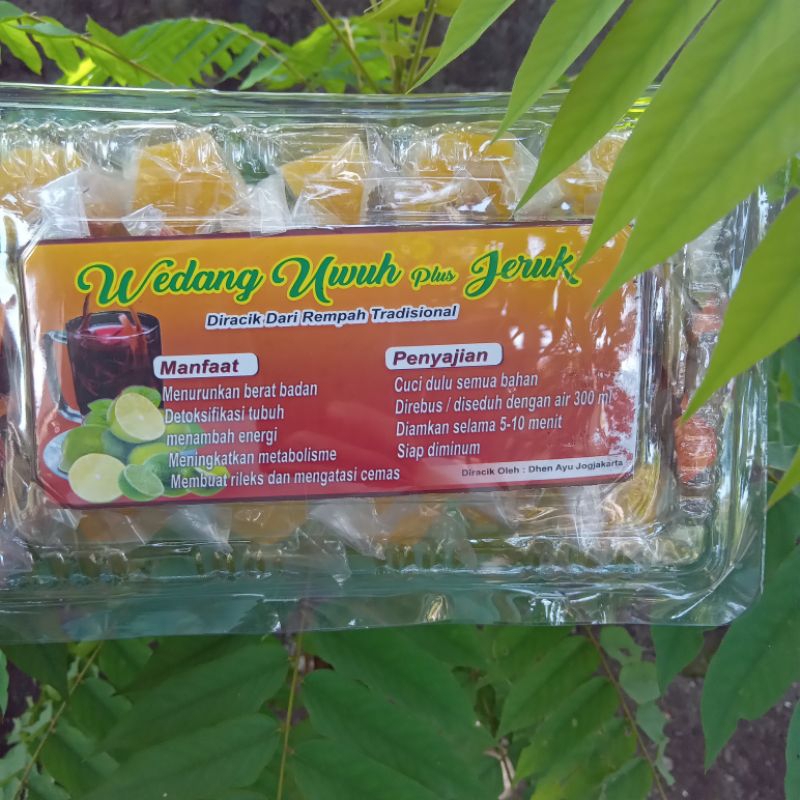 Wedang Uwuh Plus Jeruk
Diracik Dari Rempah Tradisional
Manfaat
Menurunkan berat badan
Detoksifikasi tubuh
menambah energi
Meningkatkan metabolisme
Membuat rileks dan mengatasi cemas
Penyajian
Cuci dulu semua bahan
Direbus / diseduh dengan air 300 ml
Diamkan selama 5-10 menit
Siap diminum
Diracik Oleh : Dhen Ayu Jogjakarta